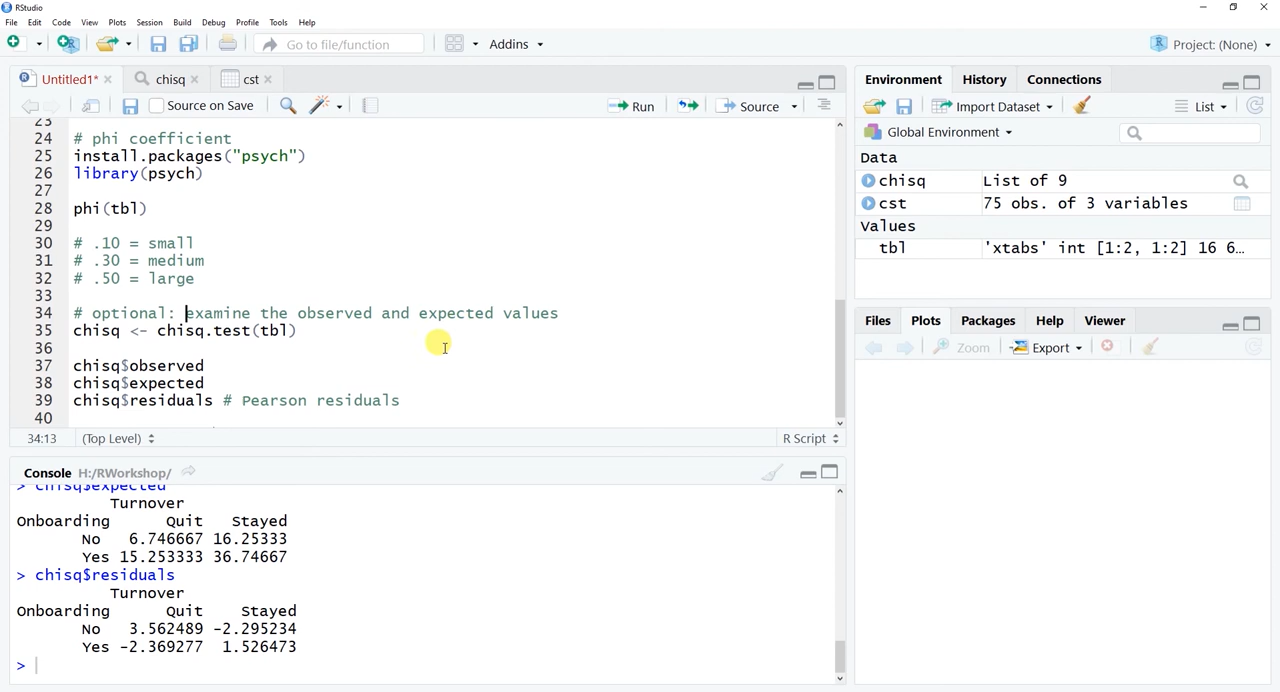 RStudio
File Edit Code View Plots Session Build Debug Profile Tools Help
Go to file/function Addins Project: (None)
Untitled1* chisq cst
Source on Save Run Source
23
24 # phi coefficient
25 install.packages("psych")
26 library(psych)
27
28 phi(tbl)
29
30 # .10 = small
31 # .30 = medium
32 # .50 = large
33
34 # optional: examine the observed and expected values
35 chisq <- chisq.test(tbl)
36
37 chisq$observed
38 chisq$expected
39 chisq$residuals # Pearson residuals
40
34:13 (Top Level) R Script
Console H:/RWorkshop/
> chisq$expected
Turnover
Onboarding Quit Stayed
No 6.746667 16.25333
Yes 15.253333 36.74667
> chisq$residuals
Turnover
Onboarding Quit Stayed
No 3.562489 -2.295234
Yes -2.369277 1.526473
>
Environment History Connections
Import Dataset List
Global Environment
Data
chisq List of 9
cst 75 obs. of 3 variables
Values
tbl 'xtabs' int [1:2, 1:2] 16 6…
Files Plots Packages Help Viewer
Zoom Export